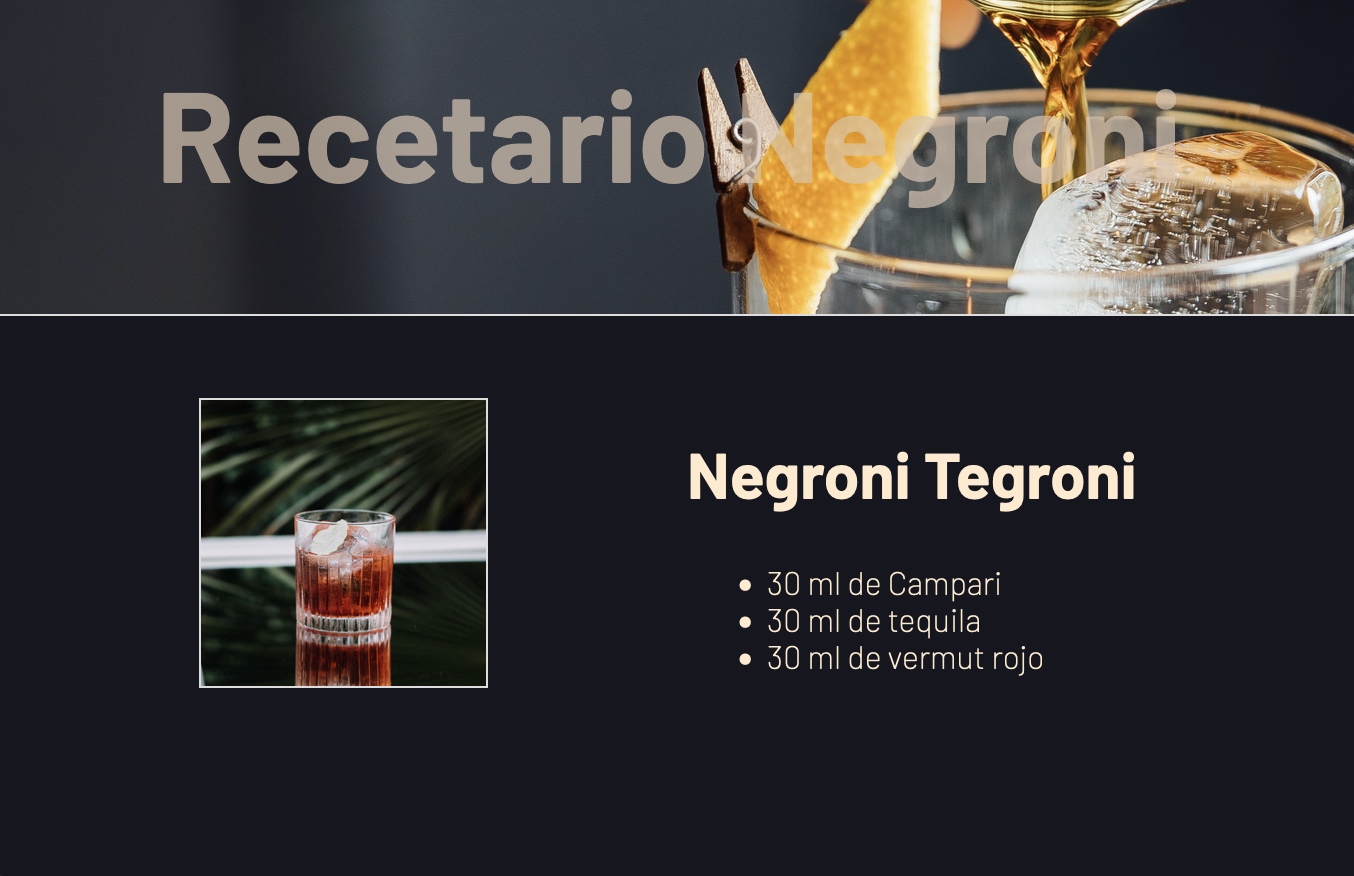 Recetario Negroni
Negroni Tegroni
30 ml de Campari
30 ml de tequila
30 ml de vermut rojo